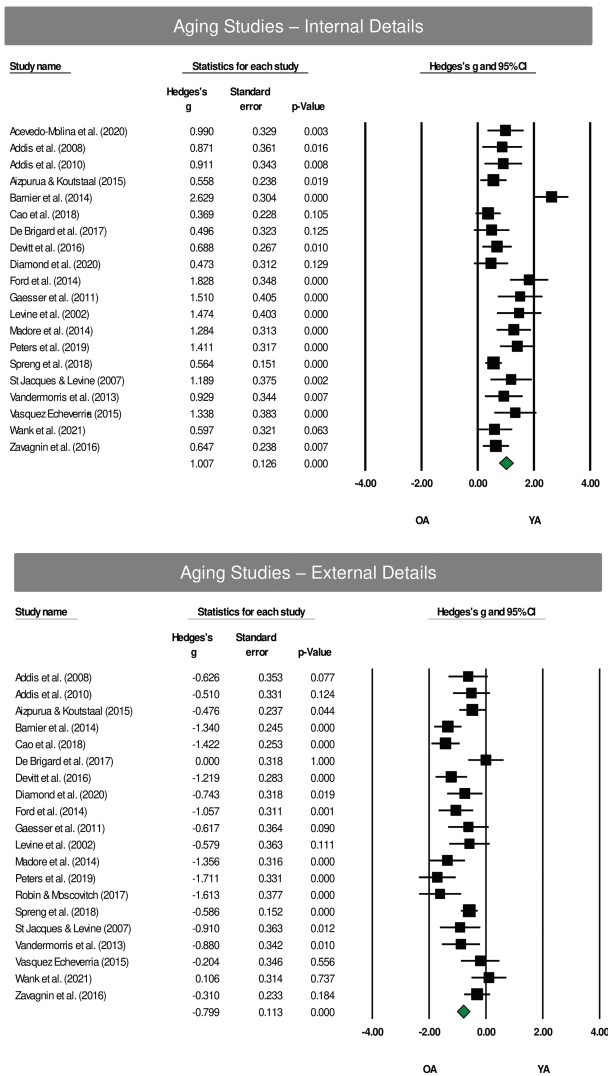 Aging Studies – Internal Details
Study name Statistics for each study Hedges's g and 95%CI
Hedges's Standard
g error p-Value
Acevedo-Molina et al. (2020) 0.990 0.329 0.003
Addis et al. (2008) 0.871 0.361 0.016
Addis et al. (2010) 0.911 0.343 0.008
Aizpurua & Koutstaal (2015) 0.558 0.238 0.019
Barnier et al. (2014) 2.629 0.304 0.000
Cao et al. (2018) 0.369 0.228 0.105
De Brigard et al. (2017) 0.496 0.323 0.125
Devitt et al. (2016) 0.688 0.267 0.010
Diamond et al. (2020) 0.473 0.312 0.129
Ford et al. (2014) 1.828 0.348 0.000
Gaesser et al. (2011) 1.510 0.405 0.000
Levine et al. (2002) 1.474 0.403 0.000
Madore et al. (2014) 1.284 0.313 0.000
Peters et al. (2019) 1.411 0.317 0.000
Spreng et al. (2018) 0.564 0.151 0.000
St Jacques & Levine (2007) 1.189 0.375 0.002
Vandermorris et al. (2013) 0.929 0.344 0.007
Vasquez Echeverria (2015) 1.338 0.383 0.000
Wank et al. (2021) 0.597 0.321 0.063
Zavagnin et al. (2016) 0.647 0.238 0.007
1.007 0.126 0.000
-4.00 -2.00 0.00 2.00 4.00
OA YA
Aging Studies – External Details
Study name Statistics for each study Hedges's g and 95%CI
Hedges's Standard
g error p-Value
Addis et al. (2008) -0.626 0.353 0.077
Addis et al. (2010) -0.510 0.331 0.124
Aizpurua & Koutstaal (2015) -0.476 0.237 0.044
Barnier et al. (2014) -1.340 0.245 0.000
Cao et al. (2018) -1.422 0.253 0.000
De Brigard et al. (2017) 0.000 0.318 1.000
Devitt et al. (2016) -1.219 0.283 0.000
Diamond et al. (2020) -0.743 0.318 0.019
Ford et al. (2014) -1.057 0.311 0.001
Gaesser et al. (2011) -0.617 0.364 0.090
Levine et al. (2002) -0.579 0.363 0.111
Madore et al. (2014) -1.356 0.316 0.000
Peters et al. (2019) -1.711 0.331 0.000
Robin & Moscovitch (2017) -1.613 0.377 0.000
Spreng et al. (2018) -0.586 0.152 0.000
St Jacques & Levine (2007) -0.910 0.363 0.012
Vandermorris et al. (2013) -0.880 0.342 0.010
Vasquez Echeverria (2015) -0.204 0.346 0.556
Wank et al. (2021) 0.106 0.314 0.737
Zavagnin et al. (2016) -0.310 0.233 0.184
-0.799 0.113 0.000
-4.00 -2.00 0.00 2.00 4.00
OA YA